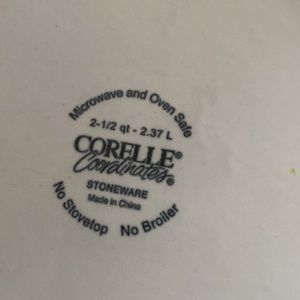 Microwave and Oven Safe
2-1/2 qt - 2.37 L
CORELLE®
Coordinates®
STONEWARE
Made in China
No Stovetop No Broiler